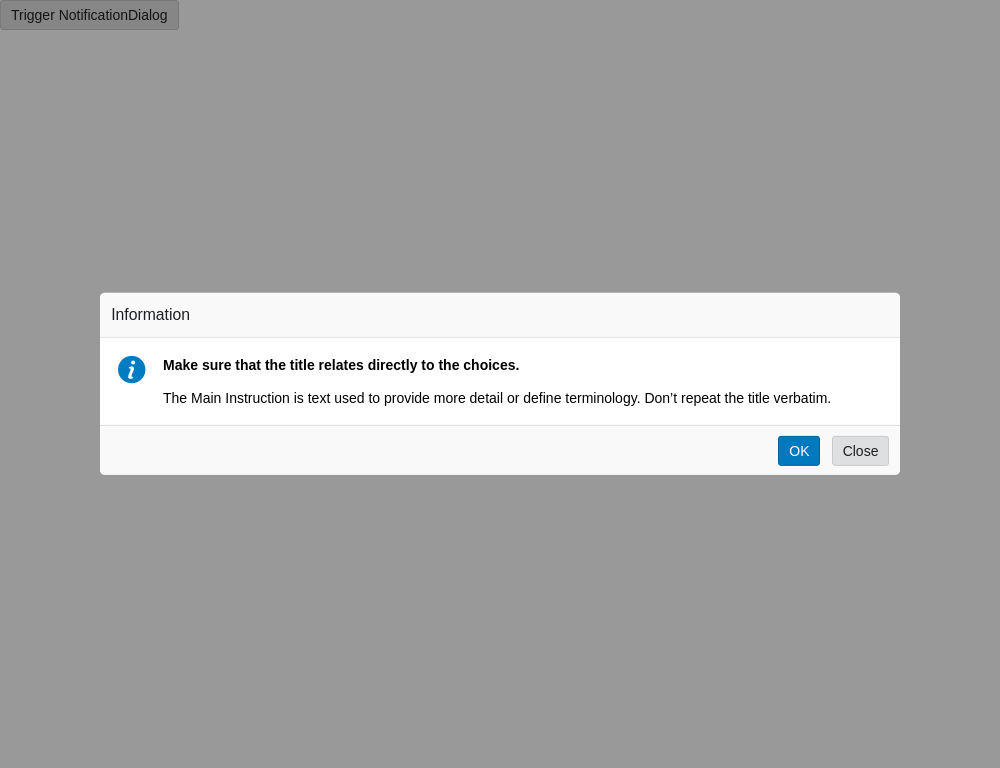 Trigger NotificationDialog
Information
Make sure that the title relates directly to the choices.
The Main Instruction is text used to provide more detail or define terminology. Don’t repeat the title verbatim.
OK Close